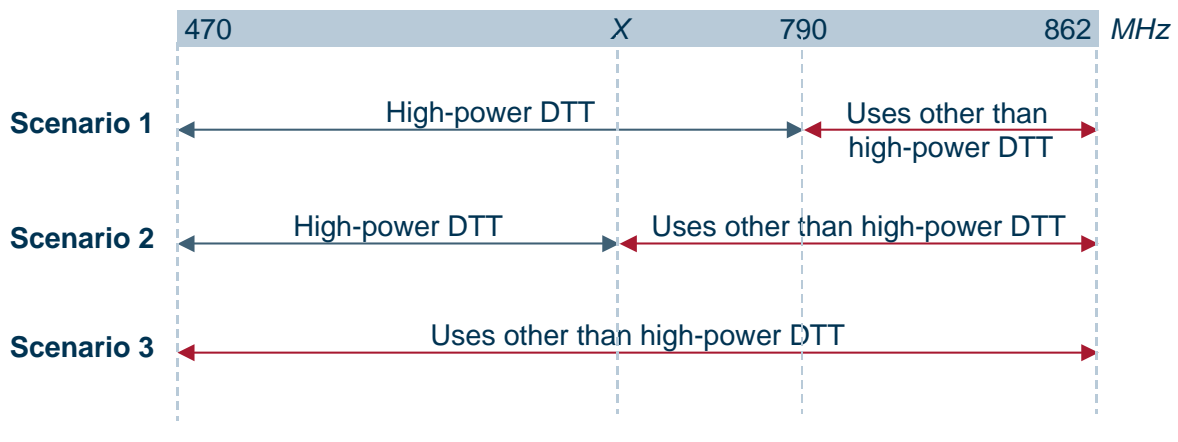 470 X 790 862 MHz
Scenario 1
High-power DTT
Uses other than
high-power DTT
Scenario 2
High-power DTT
Uses other than high-power DTT
Scenario 3
Uses other than high-power DTT